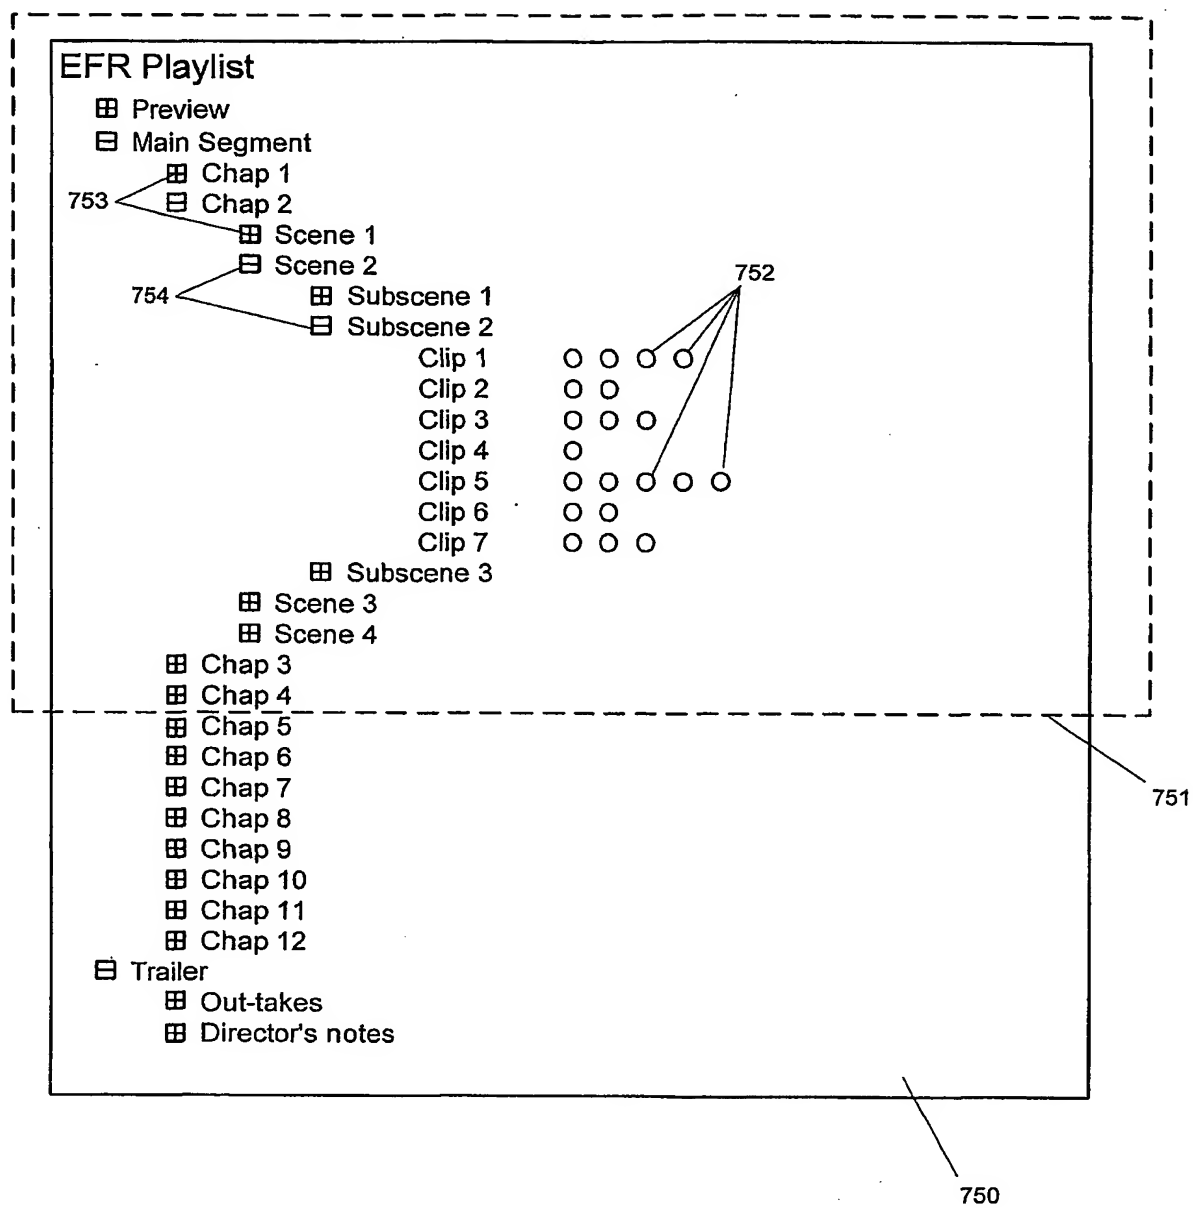 EFR Playlist
Preview
Main Segment
Chap 1
753
Chap 2
Scene 1
Scene 2
752
754
Subscene 1
Subscene 2
Clip 1
Clip 2
Clip 3
Clip 4
Clip 5
Clip 6
Clip 7
Subscene 3
Scene 3
Scene 4
Chap 3
Chap 4
Chap 5
Chap 6
Chap 7
751
Chap 8
Chap 9
Chap 10
Chap 11
Chap 12
Trailer
Out-takes
Director's notes
750